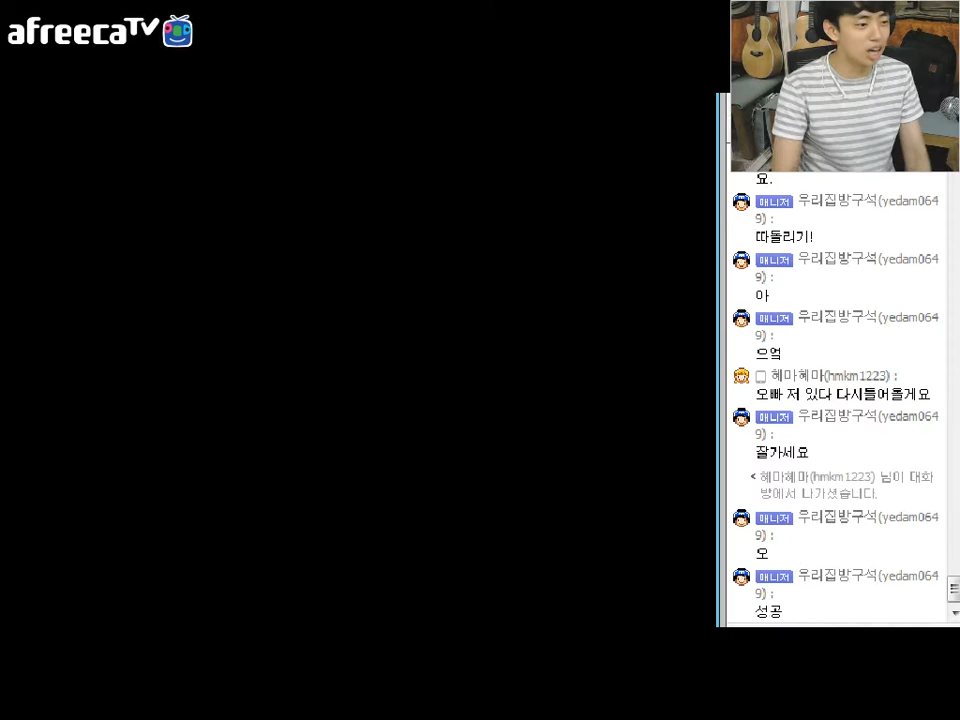 afreecaTV
요.
매니저 우리집방구석(yedam064
9) :
따돌리기!
매니저 우리집방구석(yedam064
9) :
아
매니저 우리집방구석(yedam064
9) :
으엌
혜마혜마(hmkm1223) :
오빠 저 있다 다시들어올게요
매니저 우리집방구석(yedam064
9) :
잘가세요
< 혜마혜마(hmkm1223) 님이 대화
방에서 나가셨습니다.
매니저 우리집방구석(yedam064
9) :
오
매니저 우리집방구석(yedam064
9) :
성공